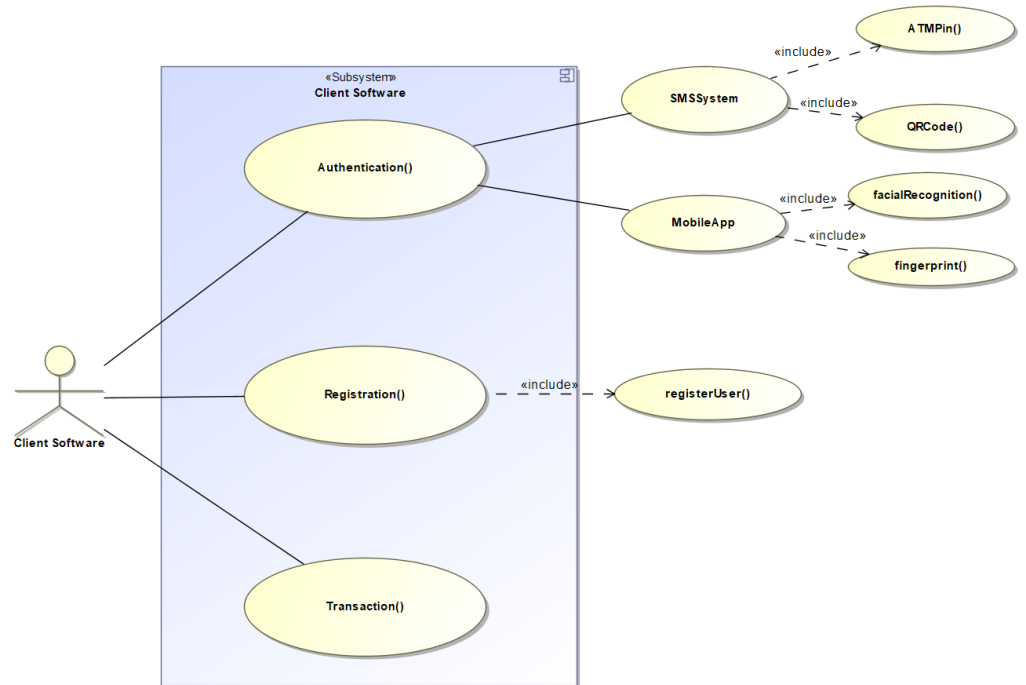 «Subsystem»
Client Software
Authentication()
Registration()
Transaction()
Client Software
SMSSystem
MobileApp
«include»
ATMPin()
«include»
QRCode()
«include»
facialRecognition()
«include»
fingerprint()
«include»
registerUser()